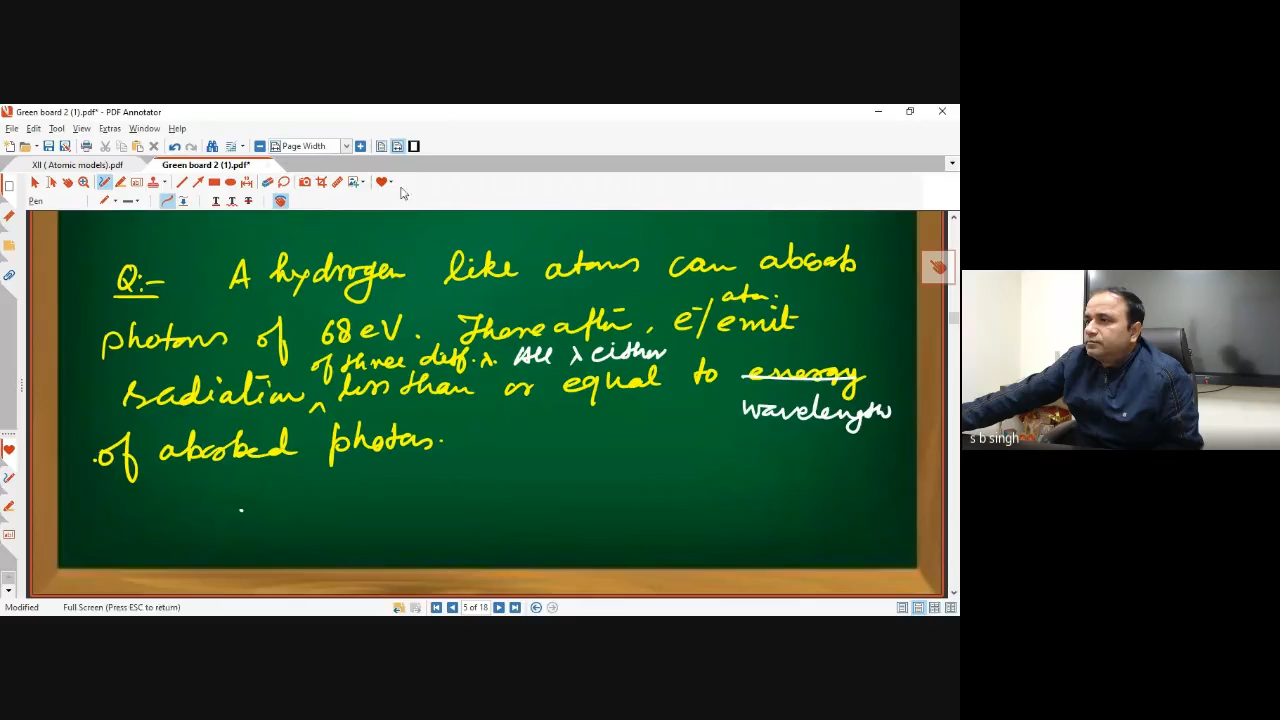 Green board 2 (1).pdf* - PDF Annotator
File Edit Tool View Extras Window Help
Page Width
XII ( Atomic models).pdf Green board 2 (1).pdf*
Pen
Q:- A hydrogen like atoms can absorb
photons of 68 eV. Thereafter, e-/atom. emit
of three diff. λ. All λ either
radiation ^ less than or equal to energy
wavelength
of absorbed photons.
s b singh
Modified Full Screen (Press ESC to return) 5 of 18